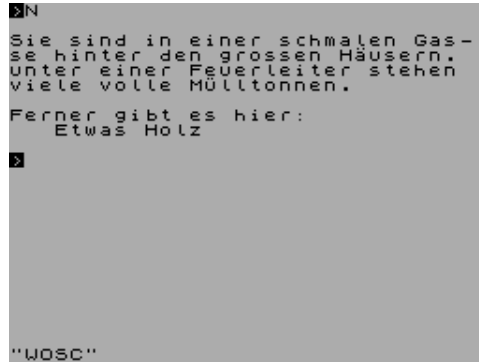 >N
Sie sind in einer schmalen Gas-
se hinter den grossen Häusern.
unter einer Feuerleiter stehen
viele volle Mülltonnen.
Ferner gibt es hier:
Etwas Holz
>
"WOSC"